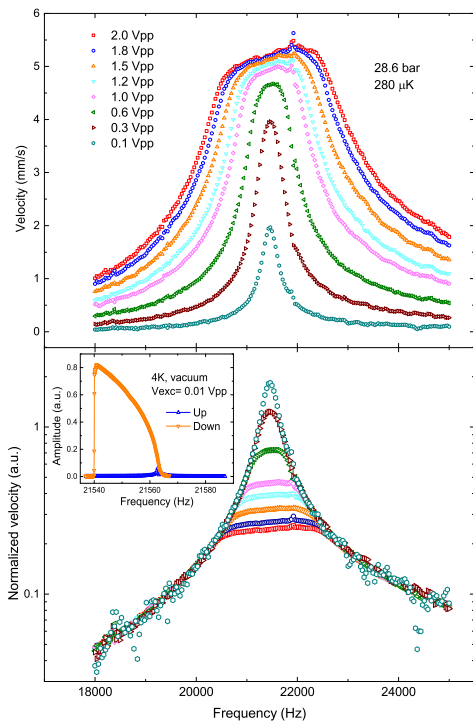 6
5
4
3
2
1
0
Velocity (mm/s)
2.0 Vpp
1.8 Vpp
1.5 Vpp
1.2 Vpp
1.0 Vpp
0.6 Vpp
0.3 Vpp
0.1 Vpp
28.6 bar
280 μK
1
0.1
Normalized velocity (a.u.)
0.8
0.6
0.4
0.2
0.0
Amplitude (a.u.)
4K, vacuum
Vexc= 0.01 Vpp
Up
Down
21540 21560 21580
Frequency (Hz)
18000 20000 22000 24000
Frequency (Hz)